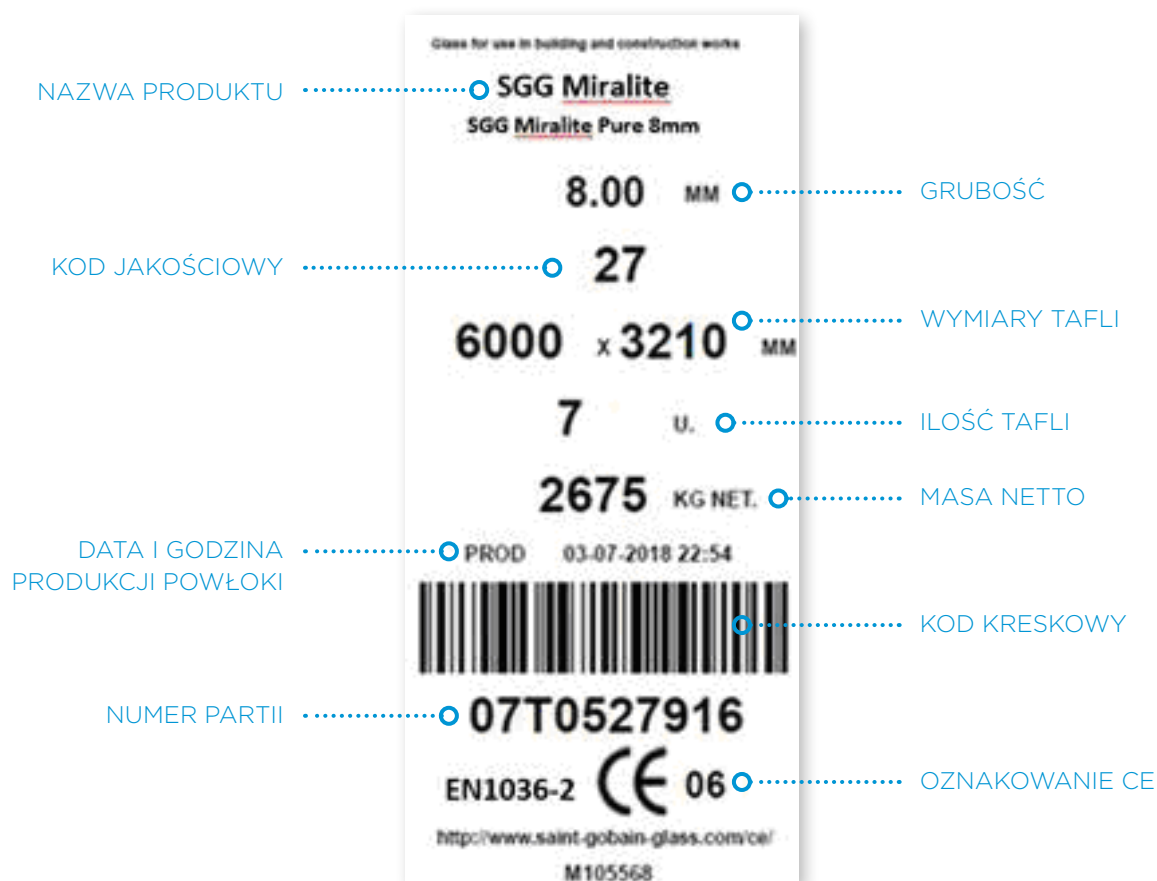 Glass for use in building and construction works
NAZWA PRODUKTU
SGG Miralite
SGG Miralite Pure 8mm
8.00 MM
GRUBOŚĆ
KOD JAKOŚCIOWY
27
6000 x 3210 MM
WYMIARY TAFLI
7 U.
ILOŚĆ TAFLI
2675 KG NET.
MASA NETTO
DATA I GODZINA
PRODUKCJI POWŁOKI
PROD 03-07-2018 22:54
KOD KRESKOWY
NUMER PARTII
07T0527916
EN1036-2 CE 06
OZNAKOWANIE CE
http://www.saint-gobain-glass.com/ce/
M105568